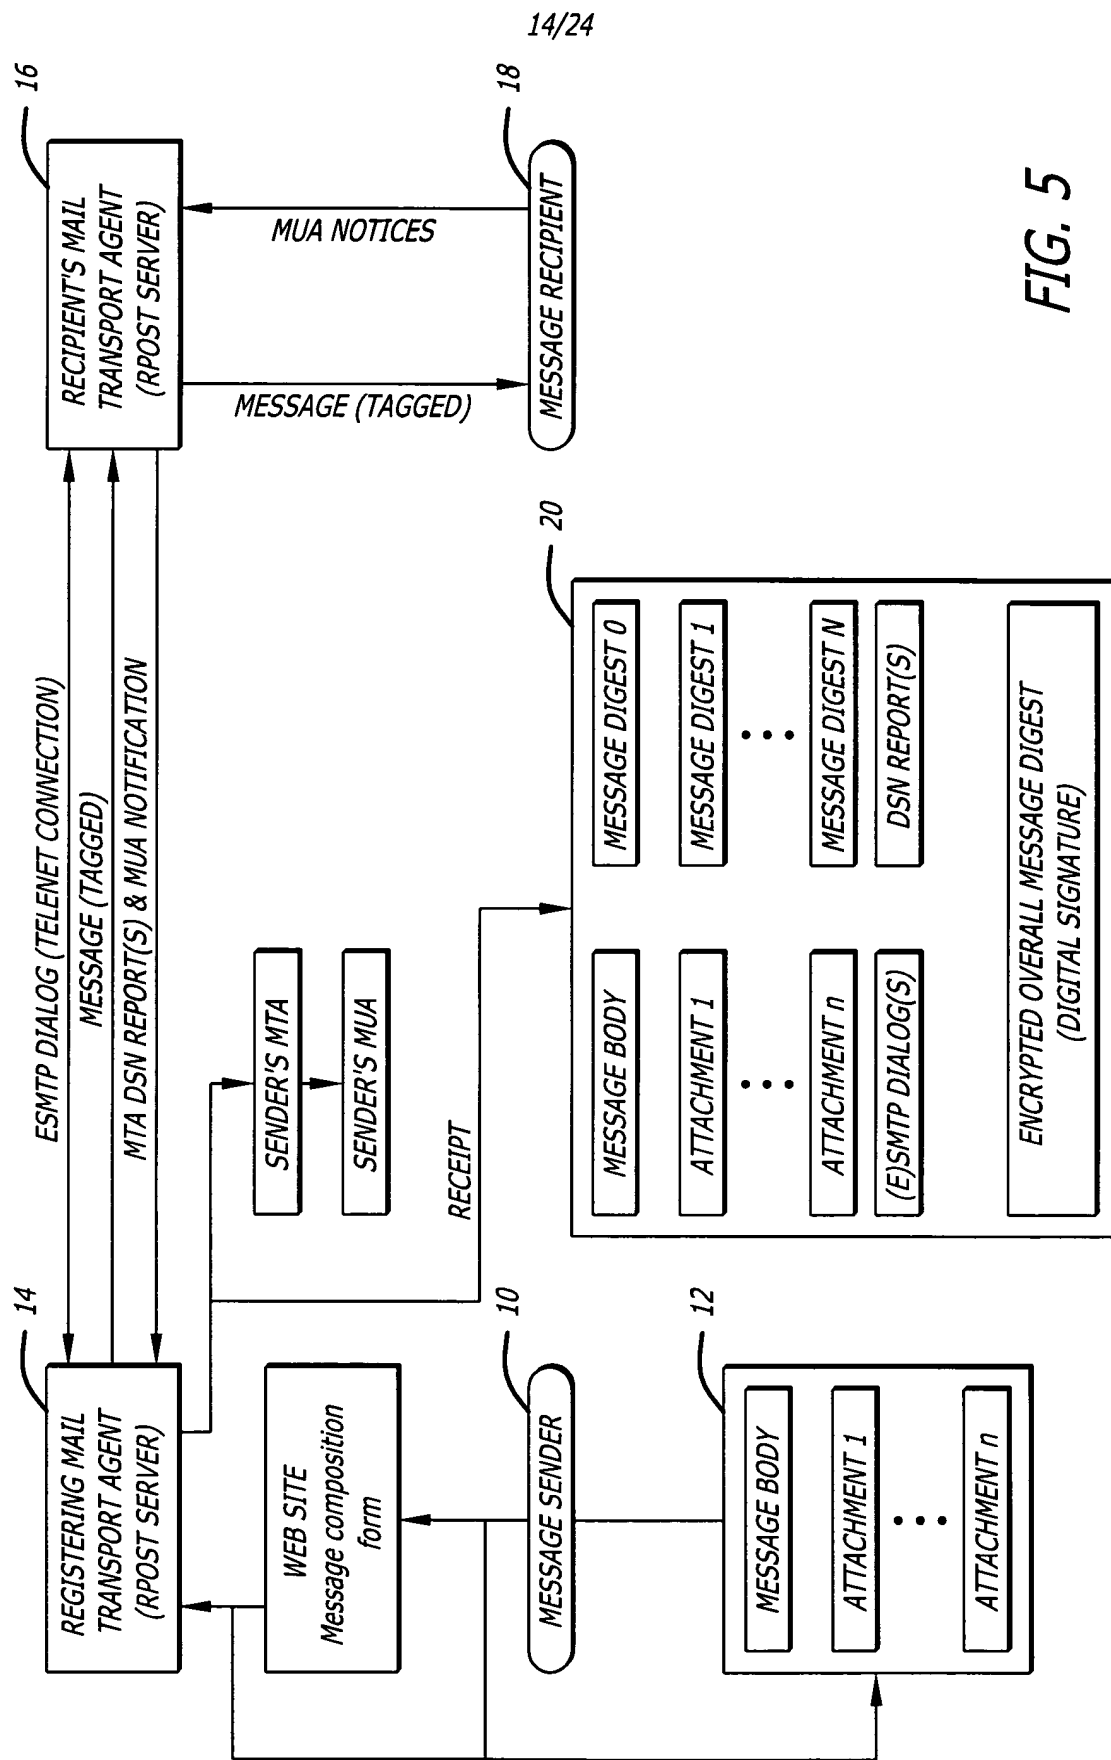 14/24
14
REGISTERING MAIL
TRANSPORT AGENT
(RPOST SERVER)
ESMTP DIALOG (TELENET CONNECTION)
MESSAGE (TAGGED)
MTA DSN REPORT(S) & MUA NOTIFICATION
16
RECIPIENT'S MAIL
TRANSPORT AGENT
(RPOST SERVER)
WEB SITE
Message composition
form
SENDER'S MTA
SENDER'S MUA
RECEIPT
MESSAGE (TAGGED)
MUA NOTICES
10
MESSAGE SENDER
18
MESSAGE RECIPIENT
12
MESSAGE BODY
ATTACHMENT 1
ATTACHMENT n
20
MESSAGE BODY
MESSAGE DIGEST 0
ATTACHMENT 1
MESSAGE DIGEST 1
ATTACHMENT n
MESSAGE DIGEST N
(E)SMTP DIALOG(S)
DSN REPORT(S)
ENCRYPTED OVERALL MESSAGE DIGEST
(DIGITAL SIGNATURE)
FIG. 5